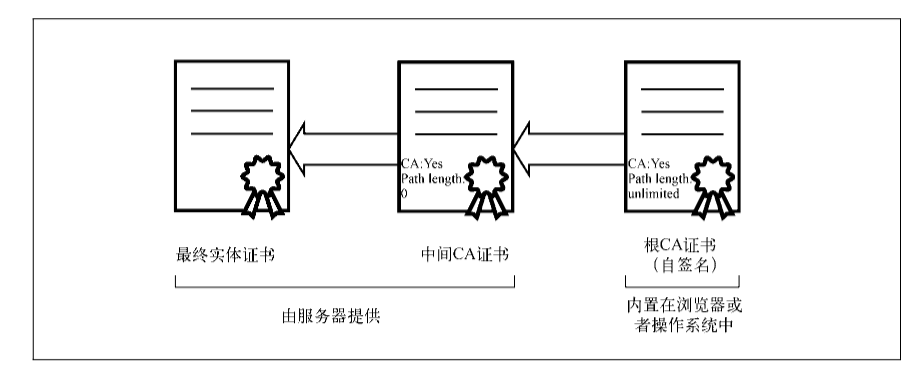 CA:Yes
Path length:
0
CA:Yes
Path length:
unlimited
最终实体证书
中间CA证书
根CA证书
（自签名）
由服务器提供
内置在浏览器或
者操作系统中